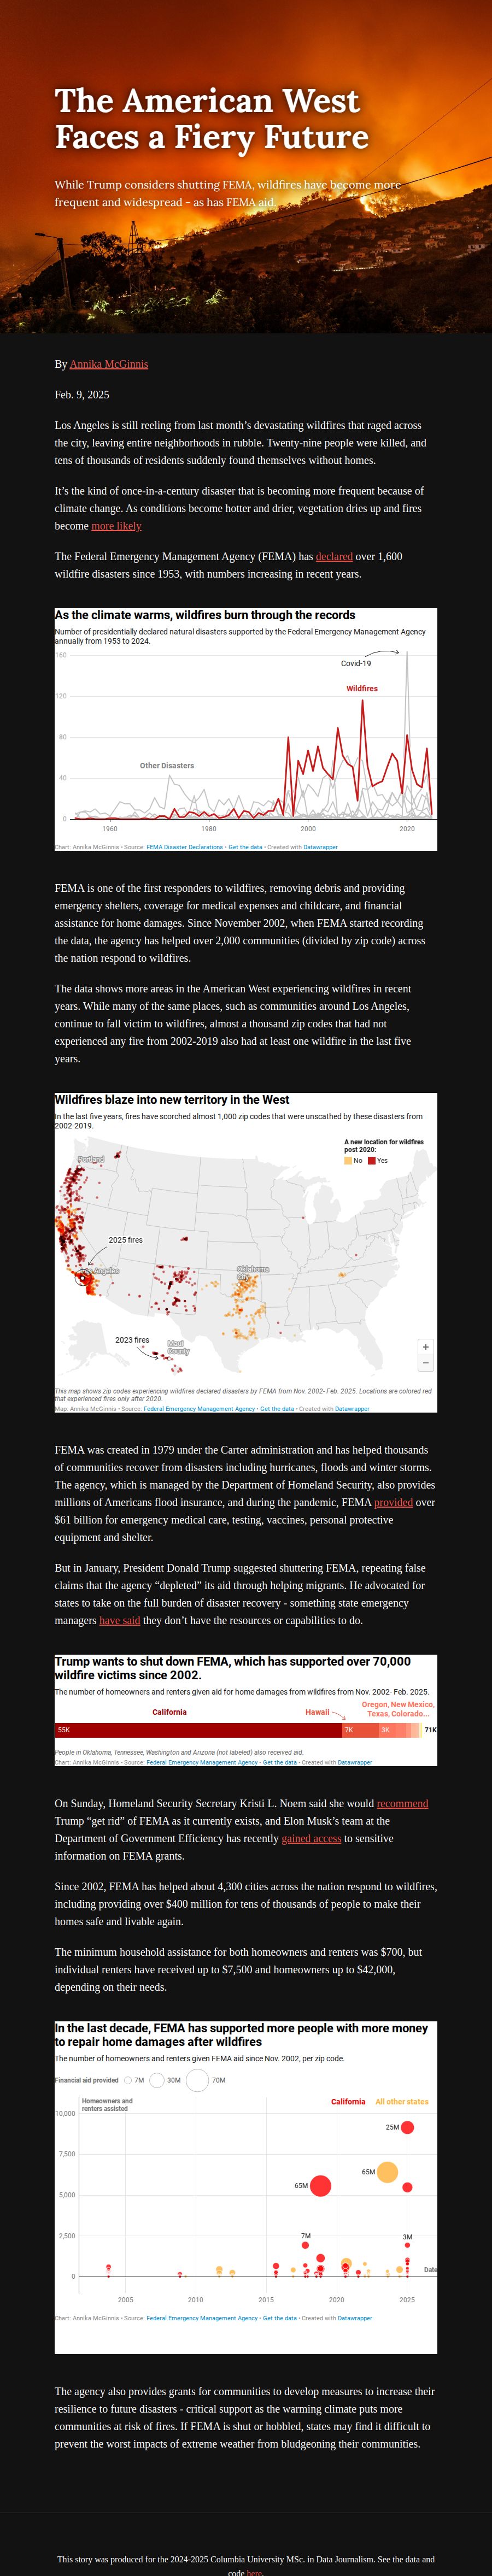 The American West
Faces a Fiery Future
While Trump considers shutting FEMA, wildfires have become more
frequent and widespread - as has FEMA aid.
By Annika McGinnis
Feb. 9, 2025
Los Angeles is still reeling from last month’s devastating wildfires that raged across
the city, leaving entire neighborhoods in rubble. Twenty-nine people were killed, and
tens of thousands of residents suddenly found themselves without homes.
It’s the kind of once-in-a-century disaster that is becoming more frequent because of
climate change. As conditions become hotter and drier, vegetation dries up and fires
become more likely
The Federal Emergency Management Agency (FEMA) has declared over 1,600
wildfire disasters since 1953, with numbers increasing in recent years.
As the climate warms, wildfires burn through the records
Number of presidentially declared natural disasters supported by the Federal Emergency Management Agency
annually from 1953 to 2024.
160
Covid-19
Wildfires
120
80
Other Disasters
40
0
1960 1980 2000 2020
Chart: Annika McGinnis • Source: FEMA Disaster Declarations • Get the data • Created with Datawrapper
FEMA is one of the first responders to wildfires, removing debris and providing
emergency shelters, coverage for medical expenses and childcare, and financial
assistance for home damages. Since November 2002, when FEMA started recording
the data, the agency has helped over 2,000 communities (divided by zip code) across
the nation respond to wildfires.
The data shows more areas in the American West experiencing wildfires in recent
years. While many of the same places, such as communities around Los Angeles,
continue to fall victim to wildfires, almost a thousand zip codes that had not
experienced any fire from 2002-2019 also had at least one wildfire in the last five
years.
Wildfires blaze into new territory in the West
In the last five years, fires have scorched almost 1,000 zip codes that were unscathed by these disasters from
2002-2019.
A new location for wildfires
post 2020:
No Yes
Portland
2025 fires
Los Angeles
Oklahoma
City
2023 fires
Maui
County
+
−
This map shows zip codes experiencing wildfires declared disasters by FEMA from Nov. 2002- Feb. 2025. Locations are colored red
that experienced fires only after 2020.
Map: Annika McGinnis • Source: Federal Emergency Management Agency • Get the data • Created with Datawrapper
FEMA was created in 1979 under the Carter administration and has helped thousands
of communities recover from disasters including hurricanes, floods and winter storms.
The agency, which is managed by the Department of Homeland Security, also provides
millions of Americans flood insurance, and during the pandemic, FEMA provided over
$61 billion for emergency medical care, testing, vaccines, personal protective
equipment and shelter.
But in January, President Donald Trump suggested shuttering FEMA, repeating false
claims that the agency “depleted” its aid through helping migrants. He advocated for
states to take on the full burden of disaster recovery - something state emergency
managers have said they don’t have the resources or capabilities to do.
Trump wants to shut down FEMA, which has supported over 70,000
wildfire victims since 2002.
The number of homeowners and renters given aid for home damages from wildfires from Nov. 2002- Feb. 2025.
California Hawaii Oregon, New Mexico,
Texas, Colorado...
55K 7K 3K 71K
People in Oklahoma, Tennessee, Washington and Arizona (not labeled) also received aid.
Chart: Annika McGinnis • Source: Federal Emergency Management Agency • Get the data • Created with Datawrapper
On Sunday, Homeland Security Secretary Kristi L. Noem said she would recommend
Trump “get rid” of FEMA as it currently exists, and Elon Musk’s team at the
Department of Government Efficiency has recently gained access to sensitive
information on FEMA grants.
Since 2002, FEMA has helped about 4,300 cities across the nation respond to wildfires,
including providing over $400 million for tens of thousands of people to make their
homes safe and livable again.
The minimum household assistance for both homeowners and renters was $700, but
individual renters have received up to $7,500 and homeowners up to $42,000,
depending on their needs.
In the last decade, FEMA has supported more people with more money
to repair home damages after wildfires
The number of homeowners and renters given FEMA aid since Nov. 2002, per zip code.
Financial aid provided 7M 30M 70M
Homeowners and
renters assisted
California All other states
10,000
25M
7,500
65M
65M
5,000
2,500
7M 3M
0
Date
2005 2010 2015 2020 2025
Chart: Annika McGinnis • Source: Federal Emergency Management Agency • Get the data • Created with Datawrapper
The agency also provides grants for communities to develop measures to increase their
resilience to future disasters - critical support as the warming climate puts more
communities at risk of fires. If FEMA is shut or hobbled, states may find it difficult to
prevent the worst impacts of extreme weather from bludgeoning their communities.
This story was produced for the 2024-2025 Columbia University MSc. in Data Journalism. See the data and
code here.